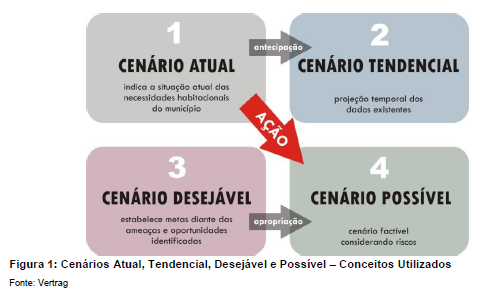 1
CENÁRIO ATUAL
indica a situação atual das
necessidades habitacionais
do município
antecipação
2
CENÁRIO TENDENCIAL
projeção temporal dos
dados existentes
AÇÃO
3
CENÁRIO DESEJÁVEL
estabelece metas diante das
ameaças e oportunidades
identificadas
apropriação
4
CENÁRIO POSSÍVEL
cenário factível
considerando riscos
Figura 1: Cenários Atual, Tendencial, Desejável e Possível – Conceitos Utilizados
Fonte: Vertrag